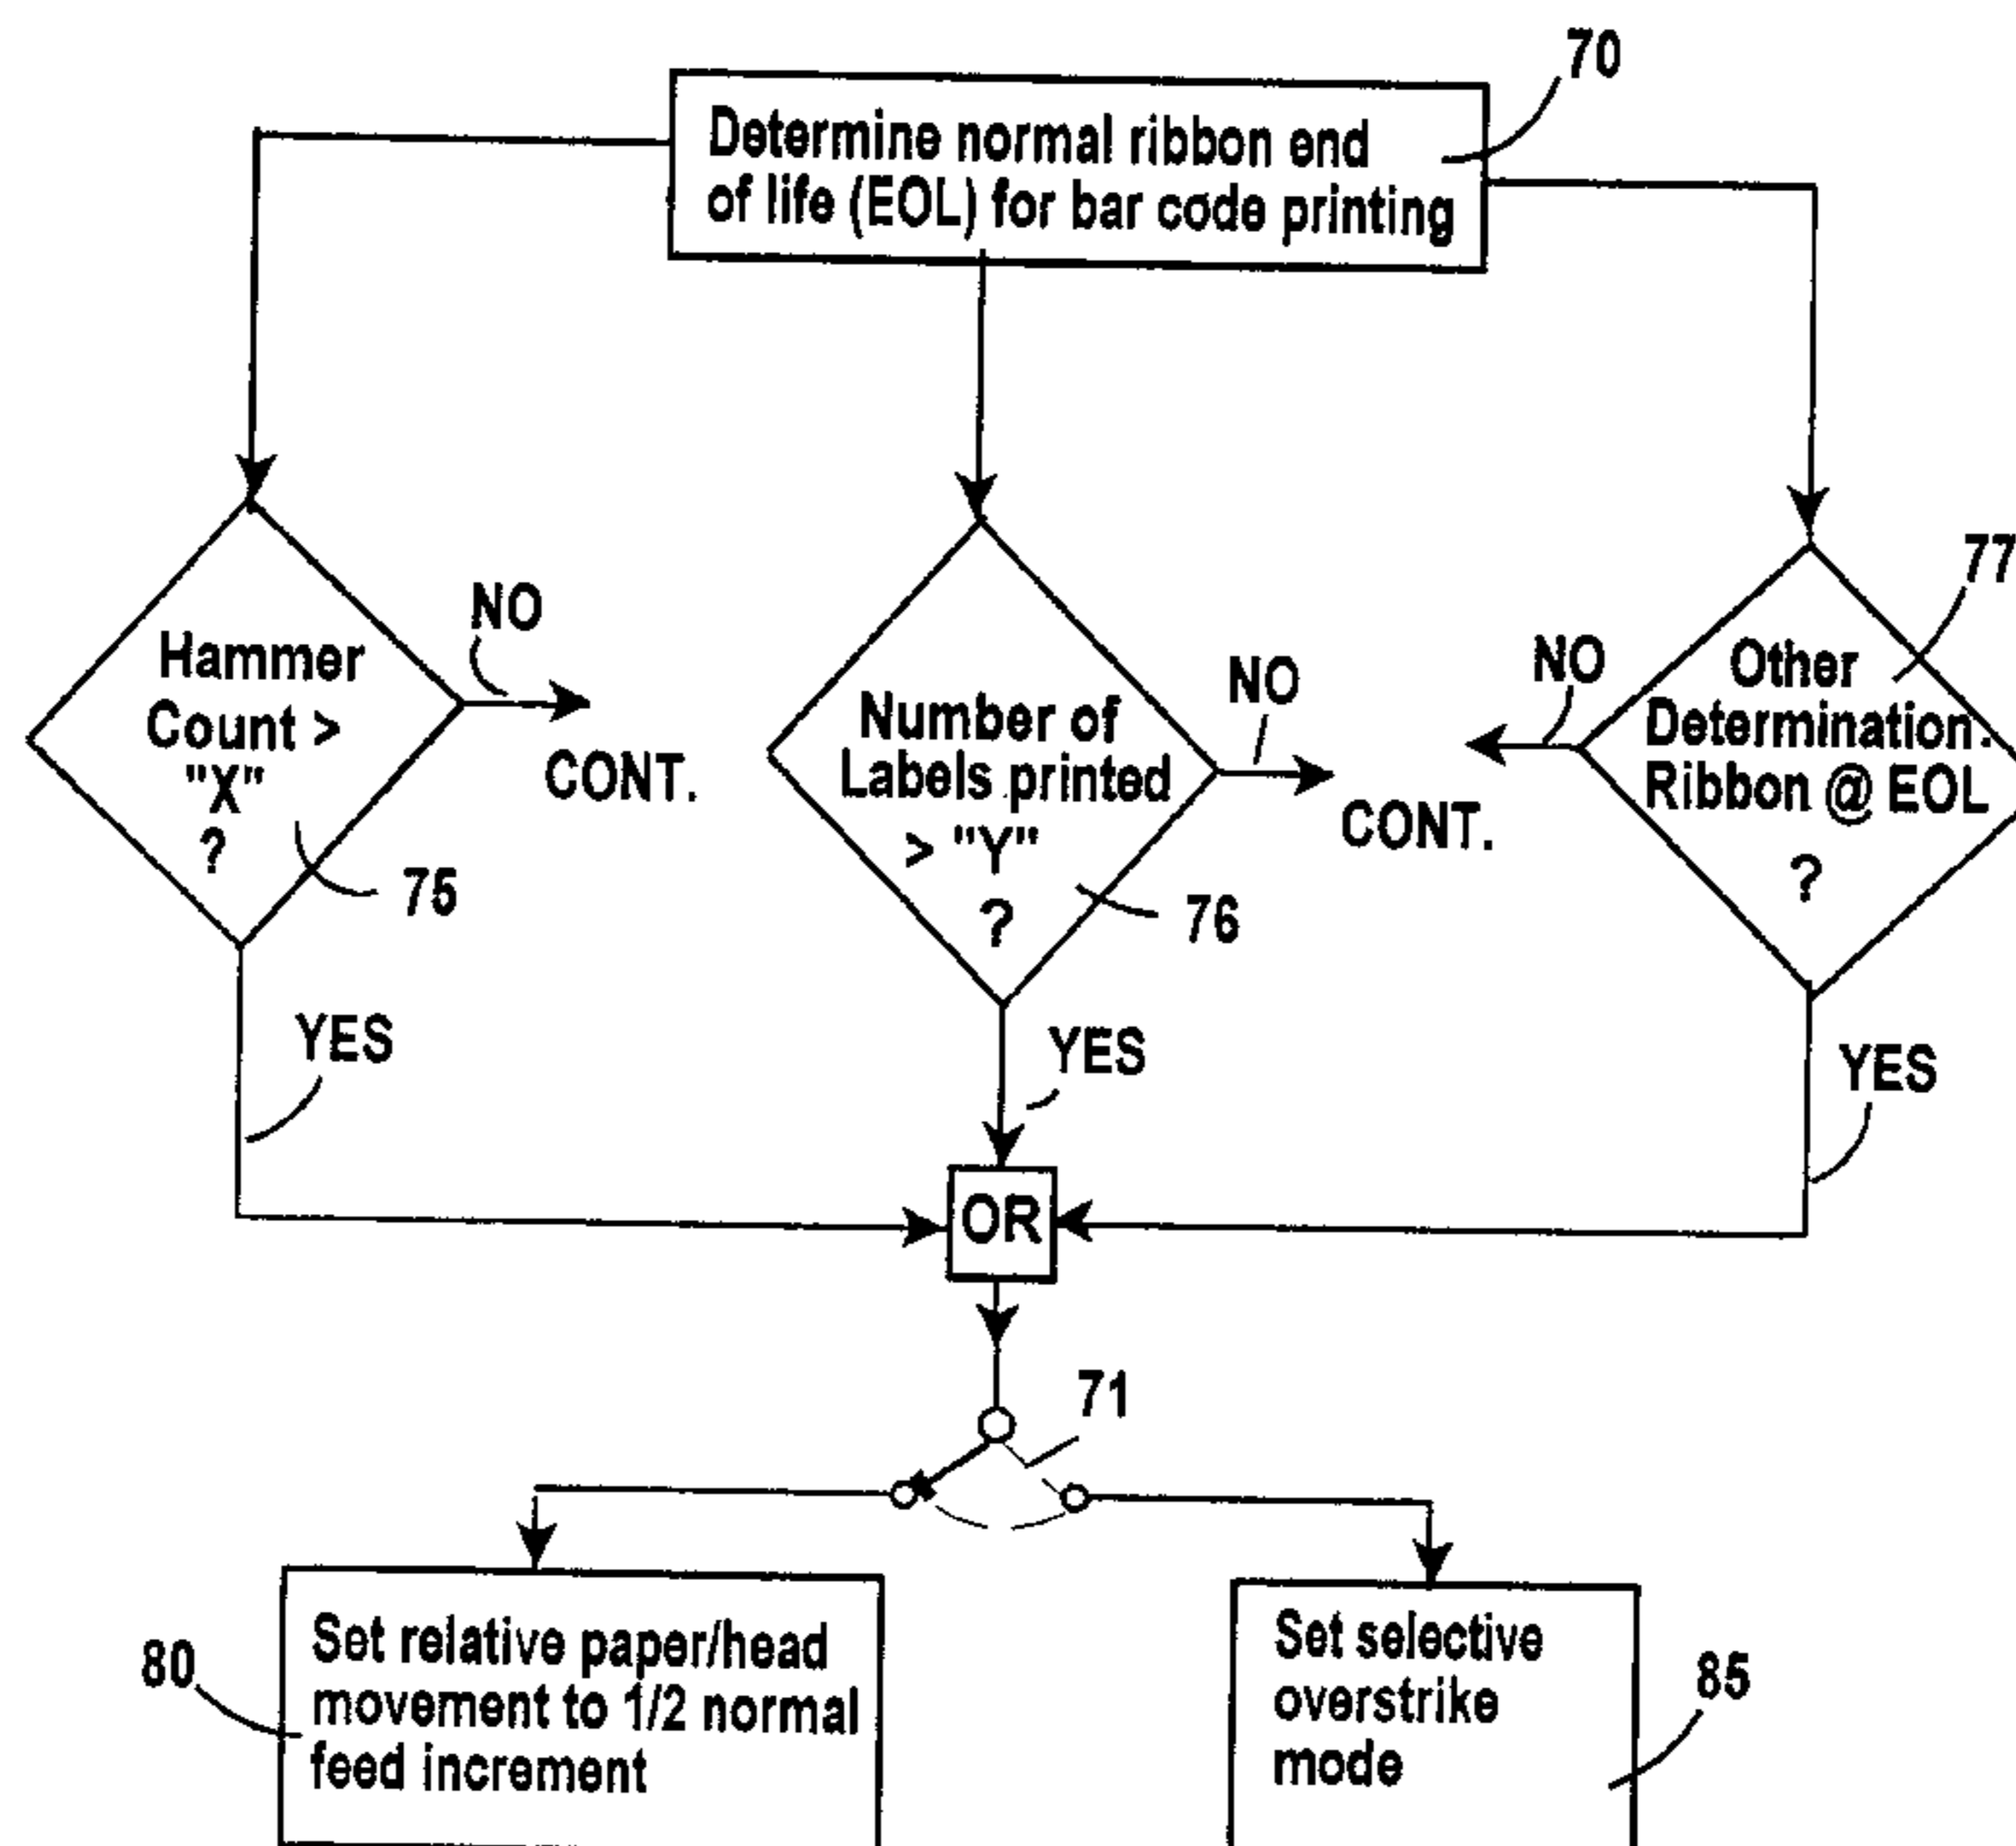 70
Determine normal ribbon end
of life (EOL) for bar code printing
77
NO
Hammer
Count >
"X"
?
CONT.
75
NO
Number of
Labels printed
> "Y"
?
CONT.
76
NO
Other
Determination.
Ribbon @ EOL
?
YES
YES
YES
OR
71
80
Set relative paper/head
movement to 1/2 normal
feed increment
Set selective
overstrike
mode
85